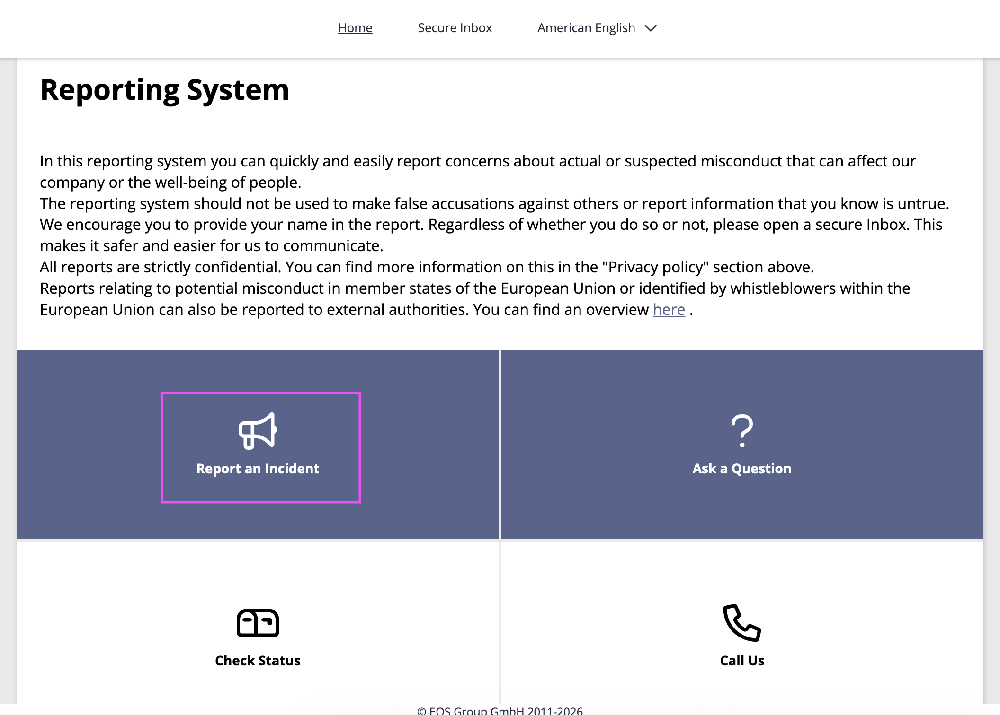 Home Secure Inbox American English
Reporting System
In this reporting system you can quickly and easily report concerns about actual or suspected misconduct that can affect our
company or the well-being of people.
The reporting system should not be used to make false accusations against others or report information that you know is untrue.
We encourage you to provide your name in the report. Regardless of whether you do so or not, please open a secure Inbox. This
makes it safer and easier for us to communicate.
All reports are strictly confidential. You can find more information on this in the "Privacy policy" section above.
Reports relating to potential misconduct in member states of the European Union or identified by whistleblowers within the
European Union can also be reported to external authorities. You can find an overview here .
Report an Incident
Ask a Question
Check Status
Call Us
© EQS Group GmbH 2011-2026